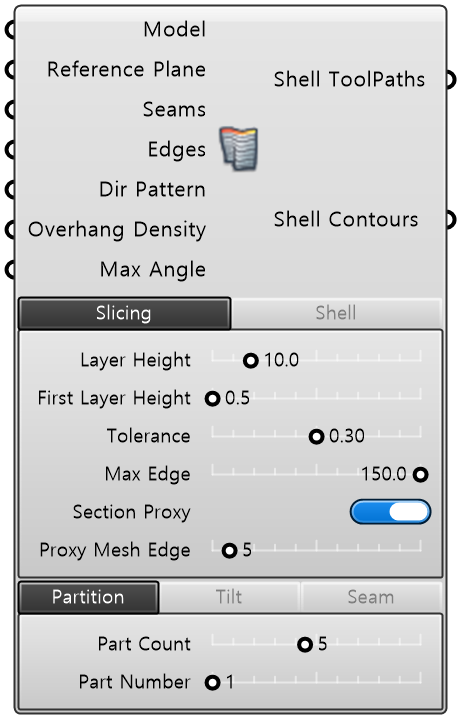 Model
Reference Plane
Shell ToolPaths
Seams
Edges
Dir Pattern
Overhang Density
Shell Contours
Max Angle
Slicing Shell
Layer Height 10.0
First Layer Height 0.5
Tolerance 0.30
Max Edge 150.0
Section Proxy
Proxy Mesh Edge 5
Partition Tilt Seam
Part Count 5
Part Number 1